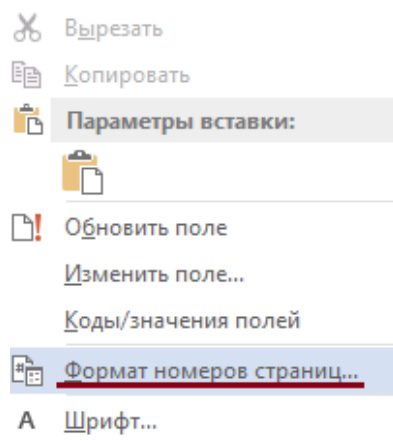 Вырезать
Копировать
Параметры вставки:
Обновить поле
Изменить поле...
Коды/значения полей
Формат номеров страниц...
Шрифт...